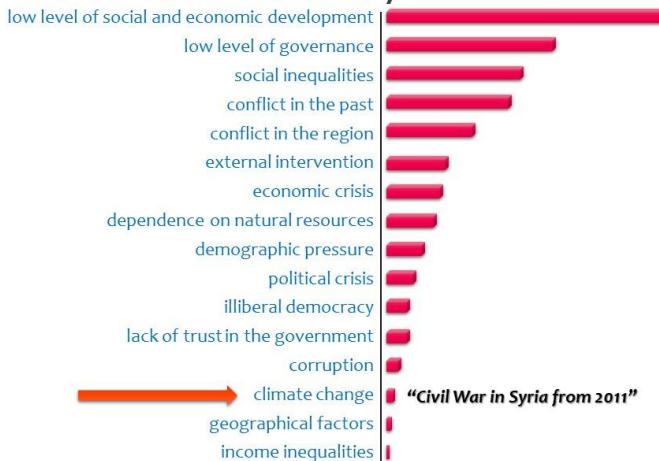 low level of social and economic development
low level of governance
social inequalities
conflict in the past
conflict in the region
external intervention
economic crisis
dependence on natural resources
demographic pressure
political crisis
illiberal democracy
lack of trust in the government
corruption
climate change "Civil War in Syria from 2011"
geographical factors
income inequalities